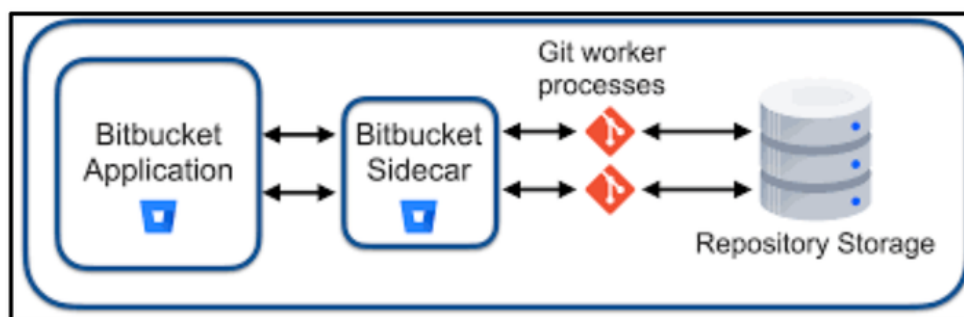 Git worker
processes
Bitbucket
Application
Bitbucket
Sidecar
Repository Storage